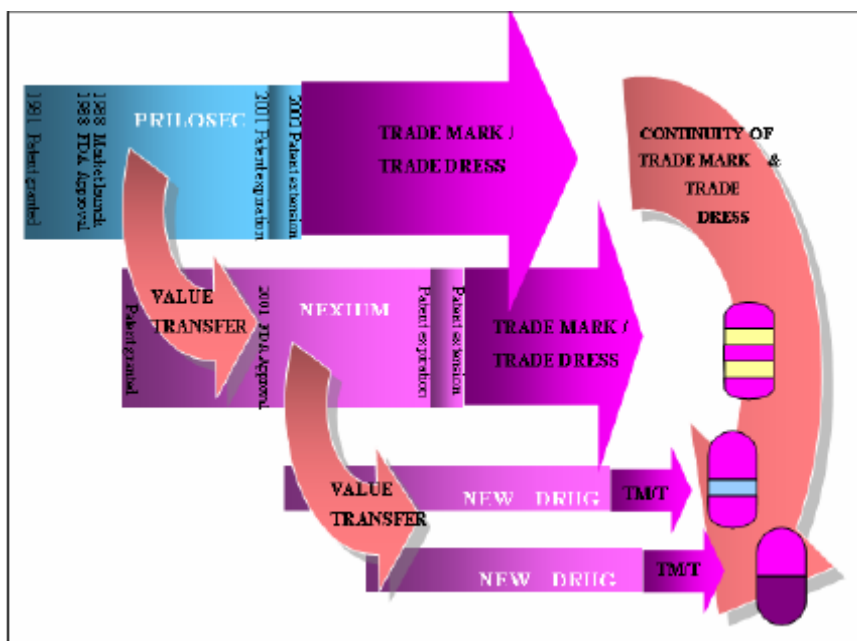 1981 Patent granted
1988 Market launch
1988 FDA Approval
PRILOSEC
2001 Patent expiration
2002 Patent extension
TRADE MARK /
TRADE DRESS
CONTINUITY OF
TRADE MARK &
TRADE
DRESS
VALUE
TRANSFER
Patent granted
2001 FDA Approval
NEXIUM
Patent expiration
Patent extension
TRADE MARK /
TRADE DRESS
VALUE
TRANSFER
NEW DRUG
TM/T
NEW DRUG
TM/T